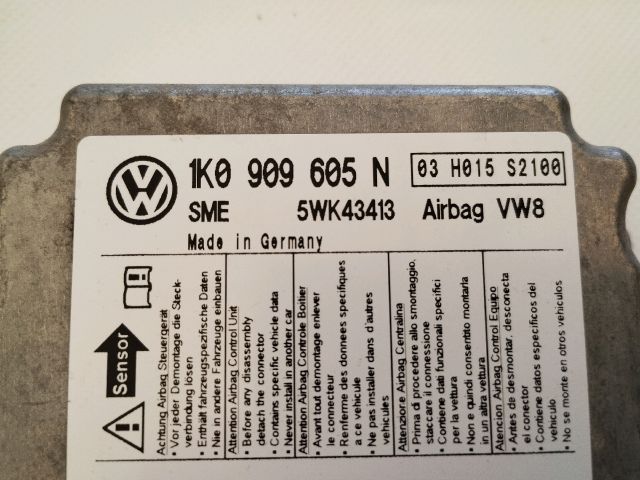 1K0 909 605 N
03 H015 S2100
SME 5WK43413 Airbag VW8
Made in Germany
Sensor
Achtung Airbag Steuergerät
• Vor jeder Demontage die Steck-
verbindung lösen
• Enthält fahrzeugspezifische Daten
• Nie in andere Fahrzeuge einbauen
Attention Airbag Control Unit
• Before any disassembly
detach the connector
• Contains specific vehicle data
• Never install in another car
Attention Airbag Controle Boitier
• Avant tout demontage enlever
le connecteur
• Renferme des donnees specifiques
a ce vehicule
• Ne pas installer dans d'autres
vehicules
Attenzione Airbag Centralina
• Prima di procedere allo smontaggio,
staccare il connessione
• Contiene dati funzionali specifici
per la vettura
• Non e quindi consentito montarla
in un altra vettura
Atencion Airbag Control Equipo
• Antes de desmontar, desconecta
el conector
• Contiene datos especificos del
vehiculo
• No se monte en otros vehiculos